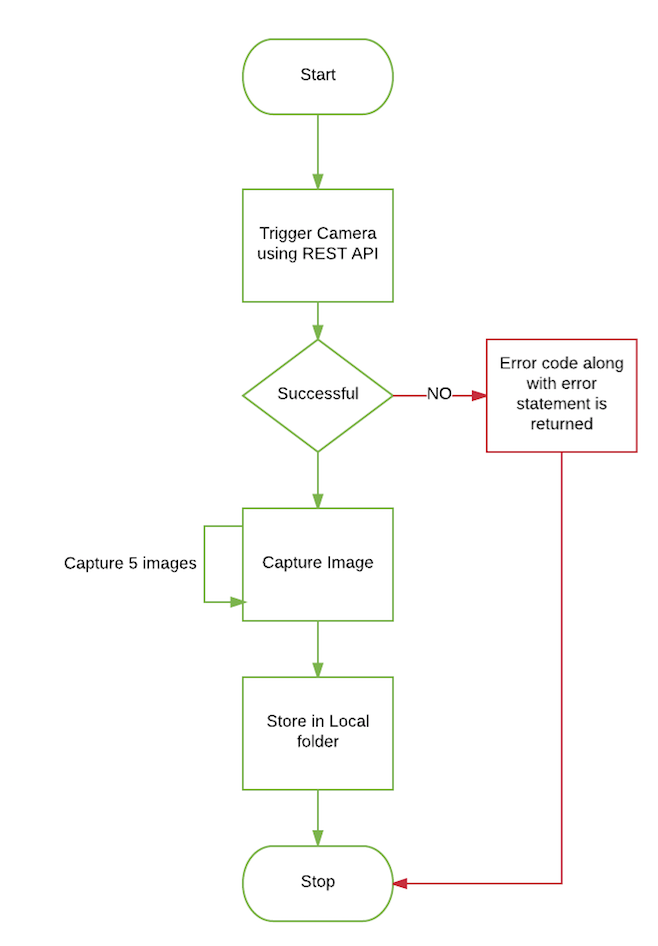 Start
Trigger Camera
using REST API
Successful
NO
Error code along
with error
statement is
returned
Capture 5 images
Capture Image
Store in Local
folder
Stop